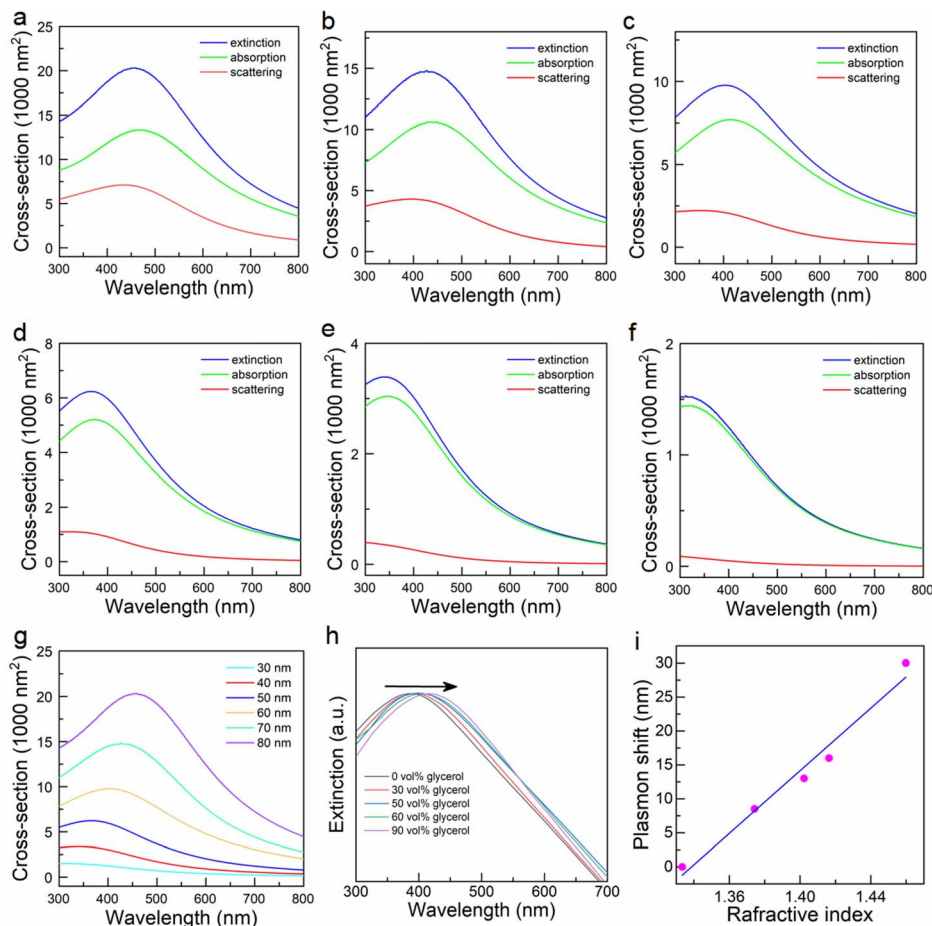 a
25
20
15
10
5
0
Cross-section (1000 nm²)
extinction
absorption
scattering
300 400 500 600 700 800
Wavelength (nm)
b
15
10
5
0
Cross-section (1000 nm²)
extinction
absorption
scattering
300 400 500 600 700 800
Wavelength (nm)
c
10
5
0
Cross-section (1000 nm²)
extinction
absorption
scattering
300 400 500 600 700 800
Wavelength (nm)
d
8
6
4
2
0
Cross-section (1000 nm²)
extinction
absorption
scattering
300 400 500 600 700 800
Wavelength (nm)
e
4
2
0
Cross-section (1000 nm²)
extinction
absorption
scattering
300 400 500 600 700 800
Wavelength (nm)
f
2
1
0
Cross-section (1000 nm²)
extinction
absorption
scattering
300 400 500 600 700 800
Wavelength (nm)
g
25
20
15
10
5
0
Cross-section (1000 nm²)
30 nm
40 nm
50 nm
60 nm
70 nm
80 nm
300 400 500 600 700 800
Wavelength (nm)
h
Extinction (a.u.)
0 vol% glycerol
30 vol% glycerol
50 vol% glycerol
60 vol% glycerol
90 vol% glycerol
300 400 500 600 700
Wavelength (nm)
i
30
25
20
15
10
5
0
Plasmon shift (nm)
1.36 1.40 1.44
Rafractive index